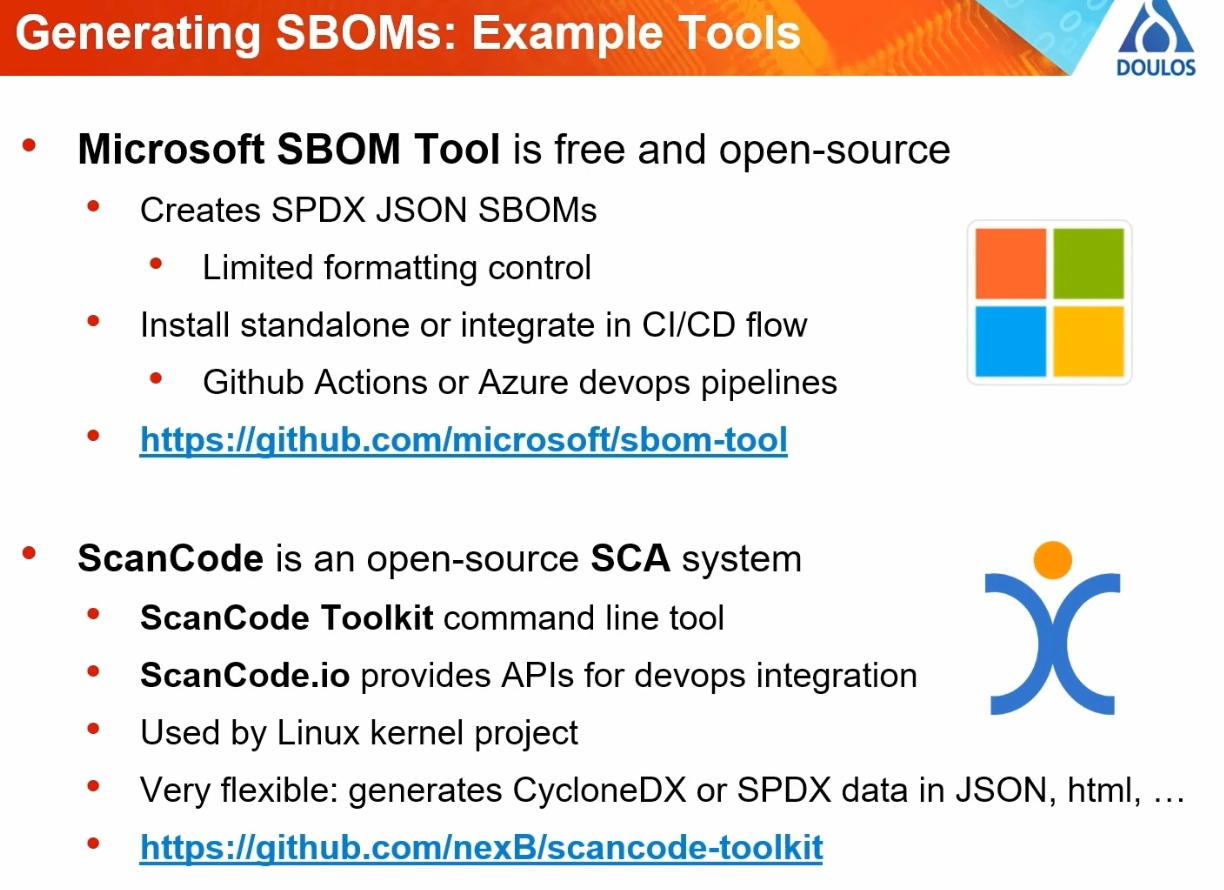 Generating SBOMs: Example Tools
DOULOS
• Microsoft SBOM Tool is free and open-source
• Creates SPDX JSON SBOMs
• Limited formatting control
• Install standalone or integrate in CI/CD flow
• Github Actions or Azure devops pipelines
• https://github.com/microsoft/sbom-tool
• ScanCode is an open-source SCA system
• ScanCode Toolkit command line tool
• ScanCode.io provides APIs for devops integration
• Used by Linux kernel project
• Very flexible: generates CycloneDX or SPDX data in JSON, html, …
• https://github.com/nexB/scancode-toolkit